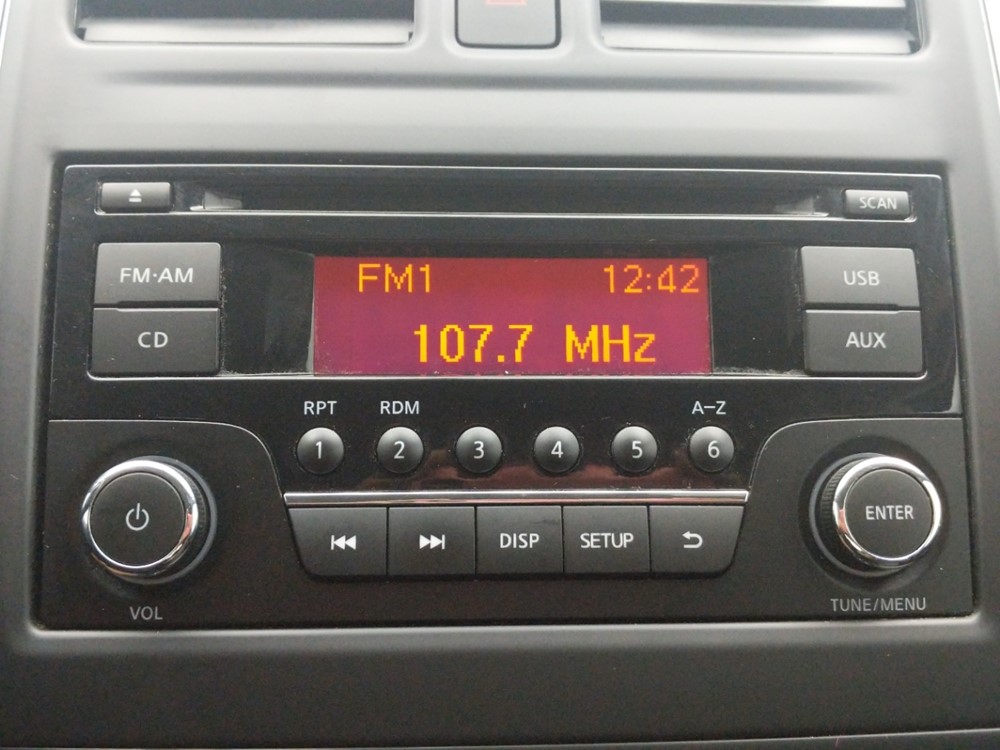 SCAN
FM·AM
CD
FM1 12:42
107.7 MHz
USB
AUX
RPT RDM A–Z
1 2 3 4 5 6
DISP SETUP
ENTER
VOL
TUNE/MENU